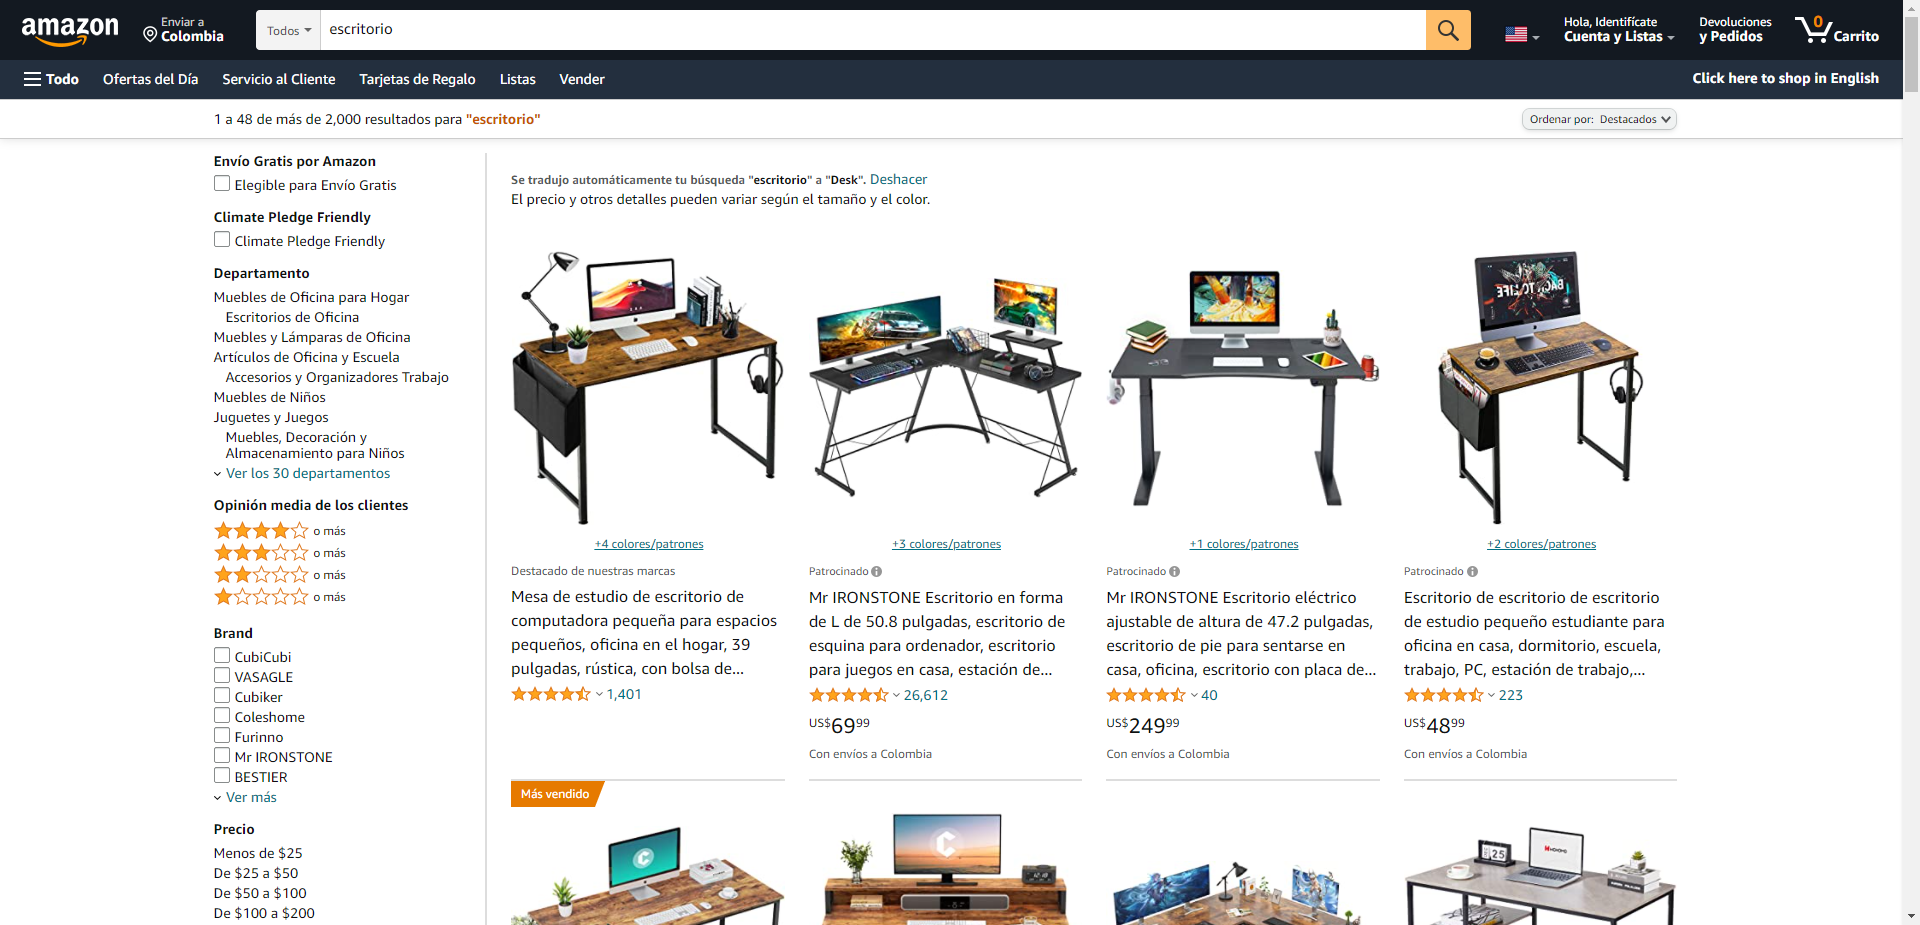 amazon
Enviar a
Colombia
Todos
escritorio
Hola, Identifícate
Cuenta y Listas
Devoluciones
y Pedidos
0
Carrito
Todo
Ofertas del Día
Servicio al Cliente
Tarjetas de Regalo
Listas
Vender
Click here to shop in English
1 a 48 de más de 2,000 resultados para "escritorio"
Ordenar por: Destacados
Envío Gratis por Amazon
Elegible para Envío Gratis
Climate Pledge Friendly
Climate Pledge Friendly
Departamento
Muebles de Oficina para Hogar
Escritorios de Oficina
Muebles y Lámparas de Oficina
Artículos de Oficina y Escuela
Accesorios y Organizadores Trabajo
Muebles de Niños
Juguetes y Juegos
Muebles, Decoración y
Almacenamiento para Niños
Ver los 30 departamentos
Opinión media de los clientes
o más
o más
o más
o más
Brand
CubiCubi
VASAGLE
Cubiker
Coleshome
Furinno
Mr IRONSTONE
BESTIER
Ver más
Precio
Menos de $25
De $25 a $50
De $50 a $100
De $100 a $200
Se tradujo automáticamente tu búsqueda "escritorio" a "Desk". Deshacer
El precio y otros detalles pueden variar según el tamaño y el color.
+4 colores/patrones
Destacado de nuestras marcas
Mesa de estudio de escritorio de
computadora pequeña para espacios
pequeños, oficina en el hogar, 39
pulgadas, rústica, con bolsa de...
1,401
+3 colores/patrones
Patrocinado
Mr IRONSTONE Escritorio en forma
de L de 50.8 pulgadas, escritorio de
esquina para ordenador, escritorio
para juegos en casa, estación de...
26,612
US$6999
Con envíos a Colombia
+1 colores/patrones
Patrocinado
Mr IRONSTONE Escritorio eléctrico
ajustable de altura de 47.2 pulgadas,
escritorio de pie para sentarse en
casa, oficina, escritorio con placa de...
40
US$24999
Con envíos a Colombia
BACK TO LIFE
+2 colores/patrones
Patrocinado
Escritorio de escritorio de escritorio
de estudio pequeño estudiante para
oficina en casa, dormitorio, escuela,
trabajo, PC, estación de trabajo,...
223
US$4899
Con envíos a Colombia
Más vendido
25